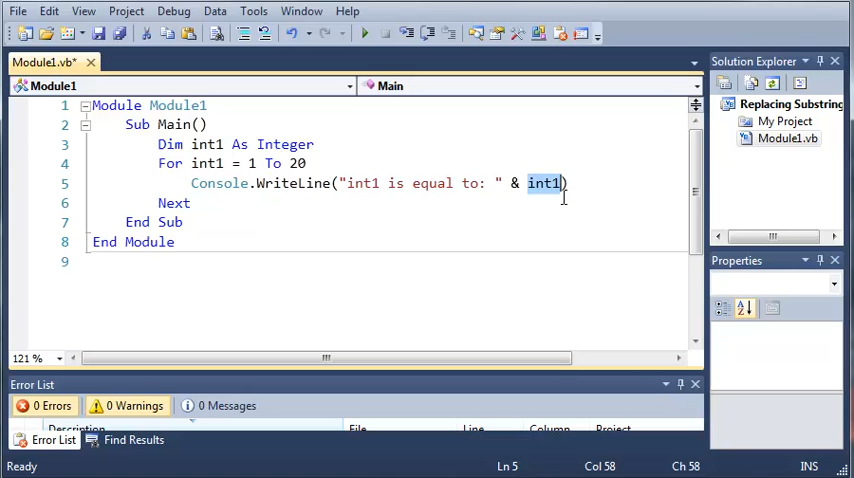 File Edit View Project Debug Data Tools Window Help
Module1.vb*
Module1 Main
1 Module Module1
2 Sub Main()
3 Dim int1 As Integer
4 For int1 = 1 To 20
5 Console.WriteLine("int1 is equal to: " & int1)
6 Next
7 End Sub
8 End Module
9
121 %
Solution Explorer
Replacing Substring
My Project
Module1.vb
Properties
Error List
0 Errors 0 Warnings 0 Messages
Description File Line Column Project
Error List Find Results
Ready Ln 5 Col 58 Ch 58 INS